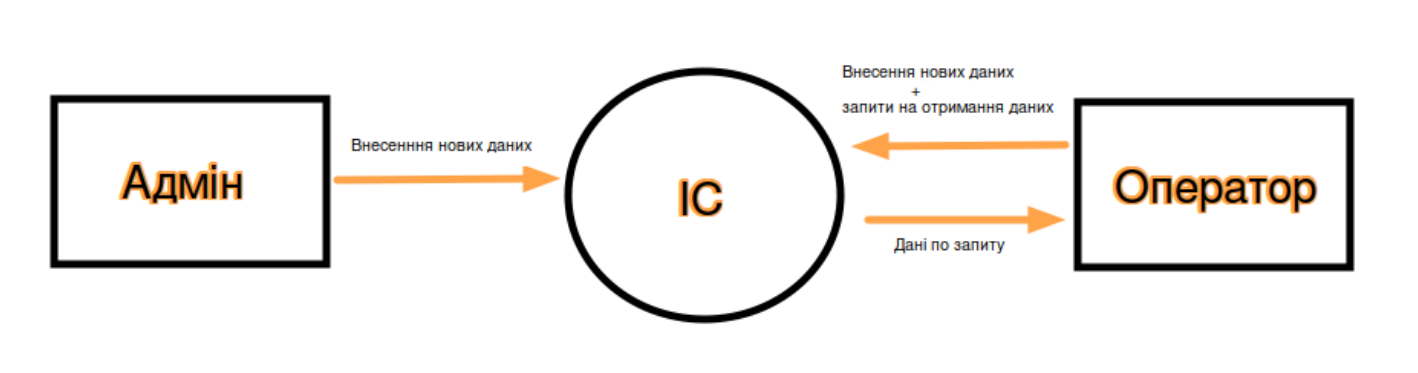 Адмін
Внесенння нових даних
ІС
Внесення нових даних
+
запити на отримання даних
Дані по запиту
Оператор